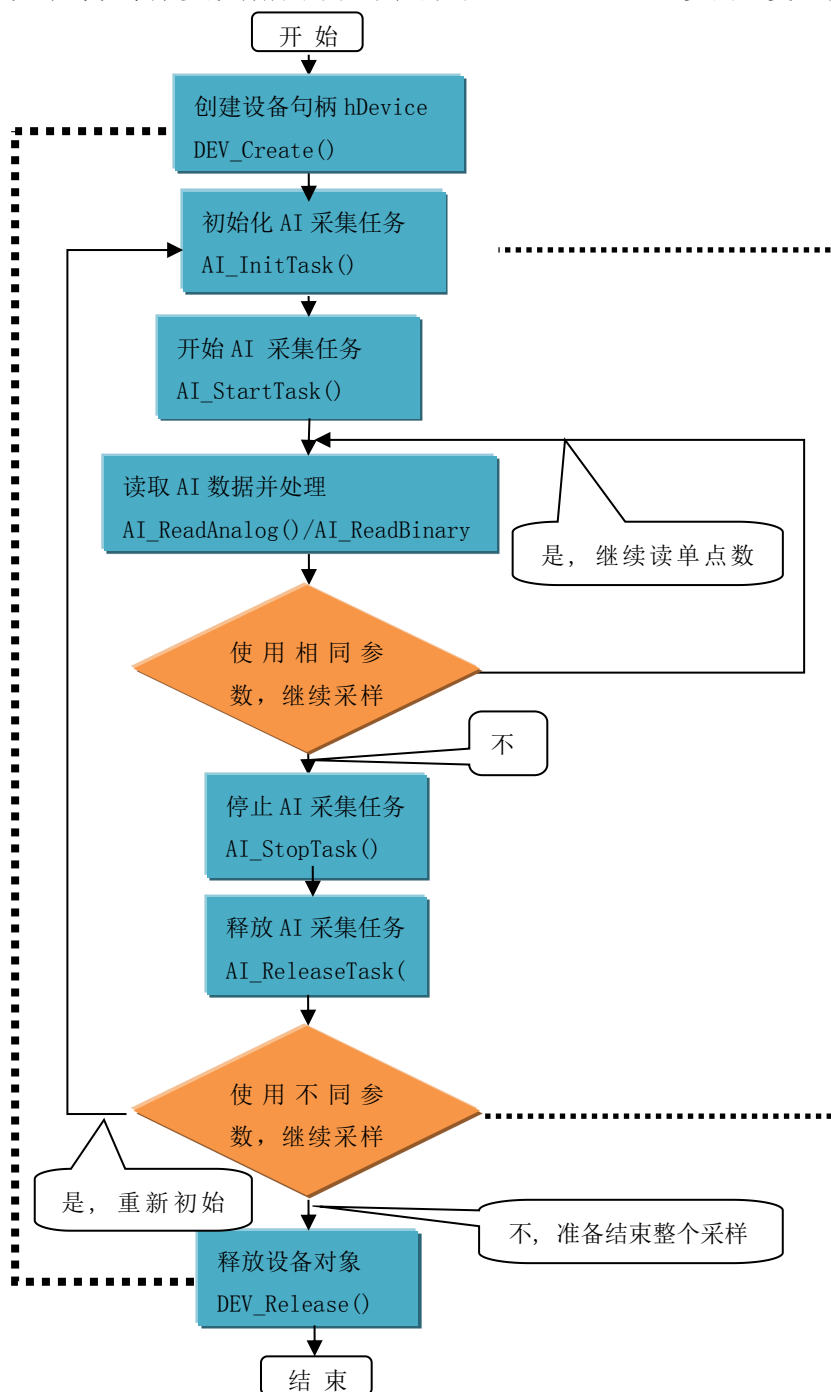 开 始
创建设备句柄 hDevice
DEV_Create()
初始化 AI 采集任务
AI_InitTask()
开始 AI 采集任务
AI_StartTask()
读取 AI 数据并处理
AI_ReadAnalog()/AI_ReadBinary
是, 继续读单点数
使用相同参
数，继续采样
不
停止 AI 采集任务
AI_StopTask()
释放 AI 采集任务
AI_ReleaseTask(
使用不同参
数，继续采样
是, 重新初始
不, 准备结束整个采样
释放设备对象
DEV_Release()
结 束